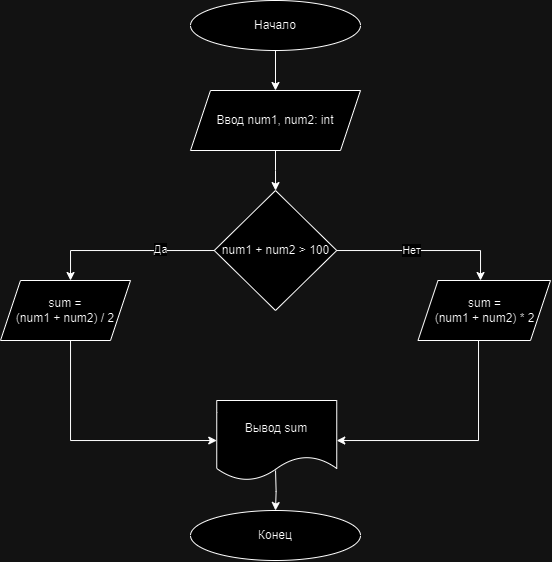 Начало
Ввод num1, num2: int
num1 + num2 > 100
Да
Нет
sum =
(num1 + num2) / 2
sum =
(num1 + num2) * 2
Вывод sum
Конец